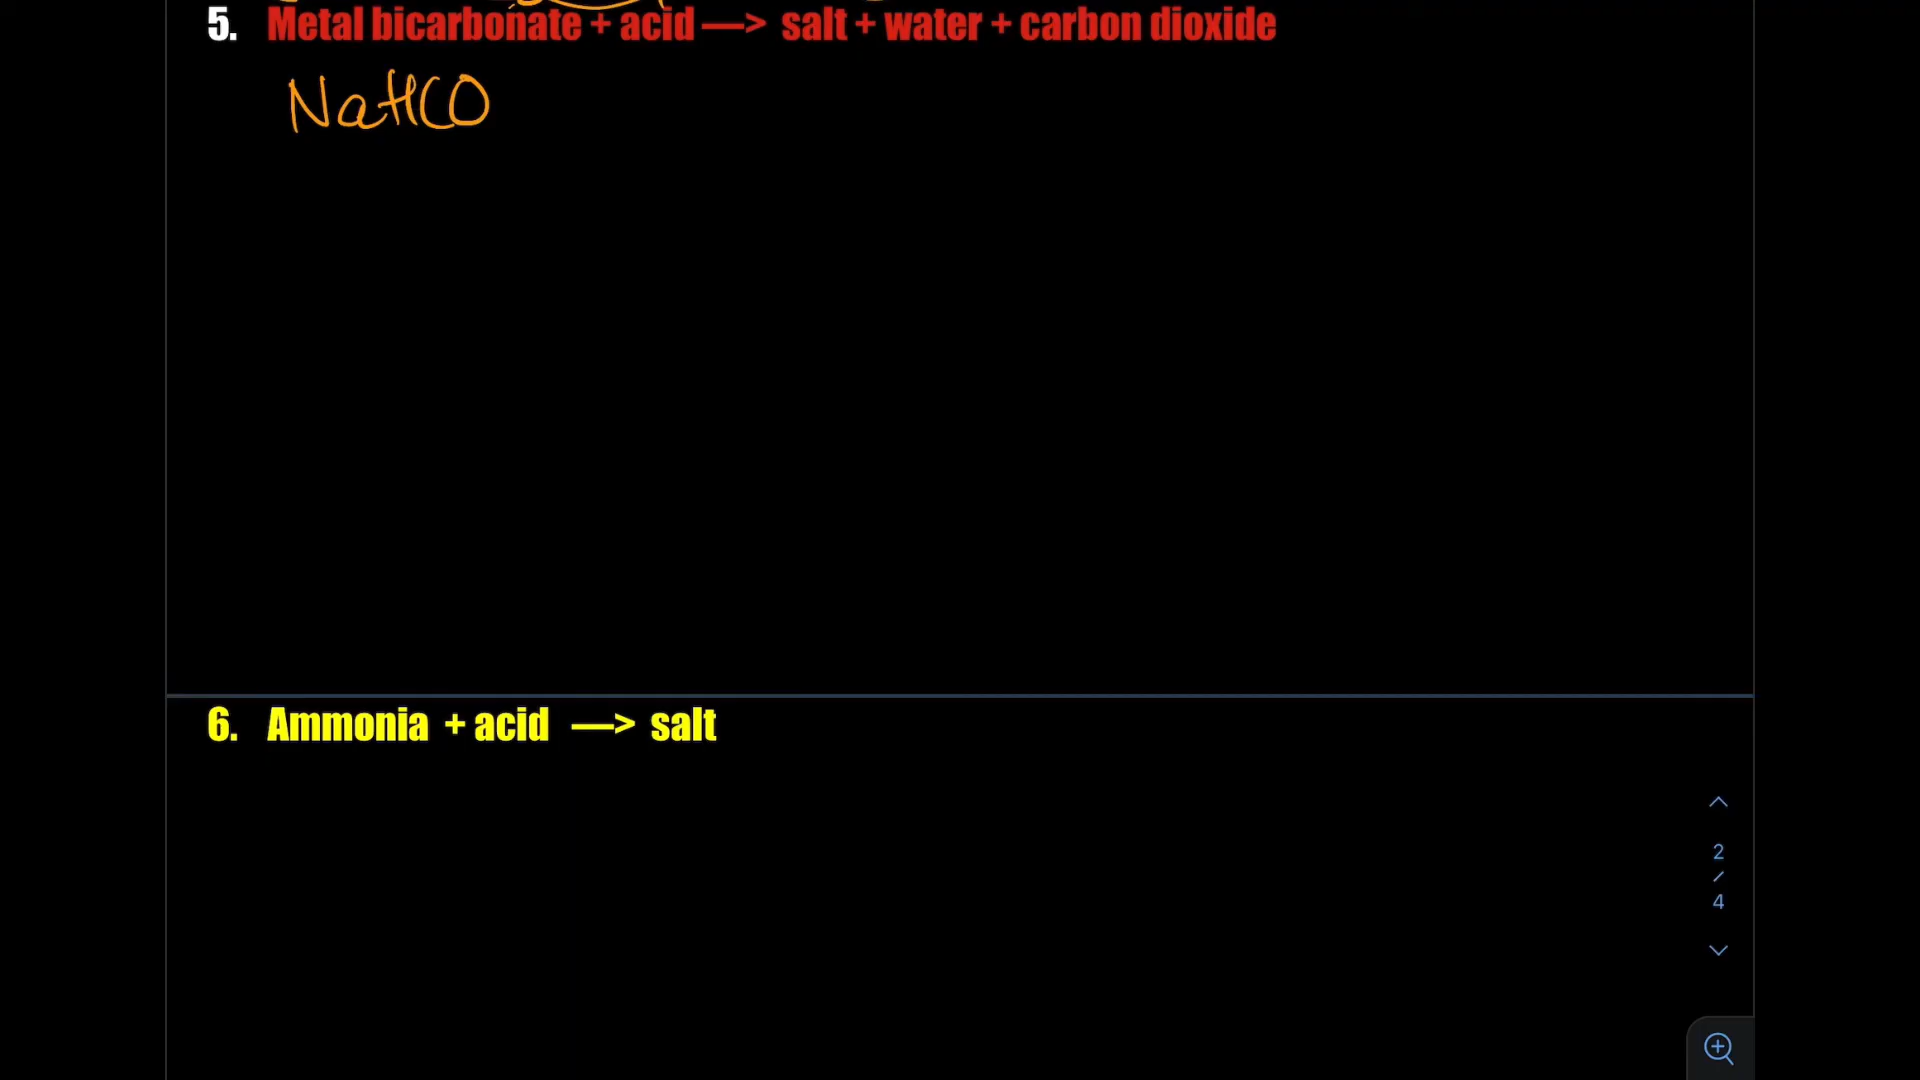 5. Metal bicarbonate + acid —> salt + water + carbon dioxide
NaHCO
6. Ammonia + acid —> salt
2
/
4